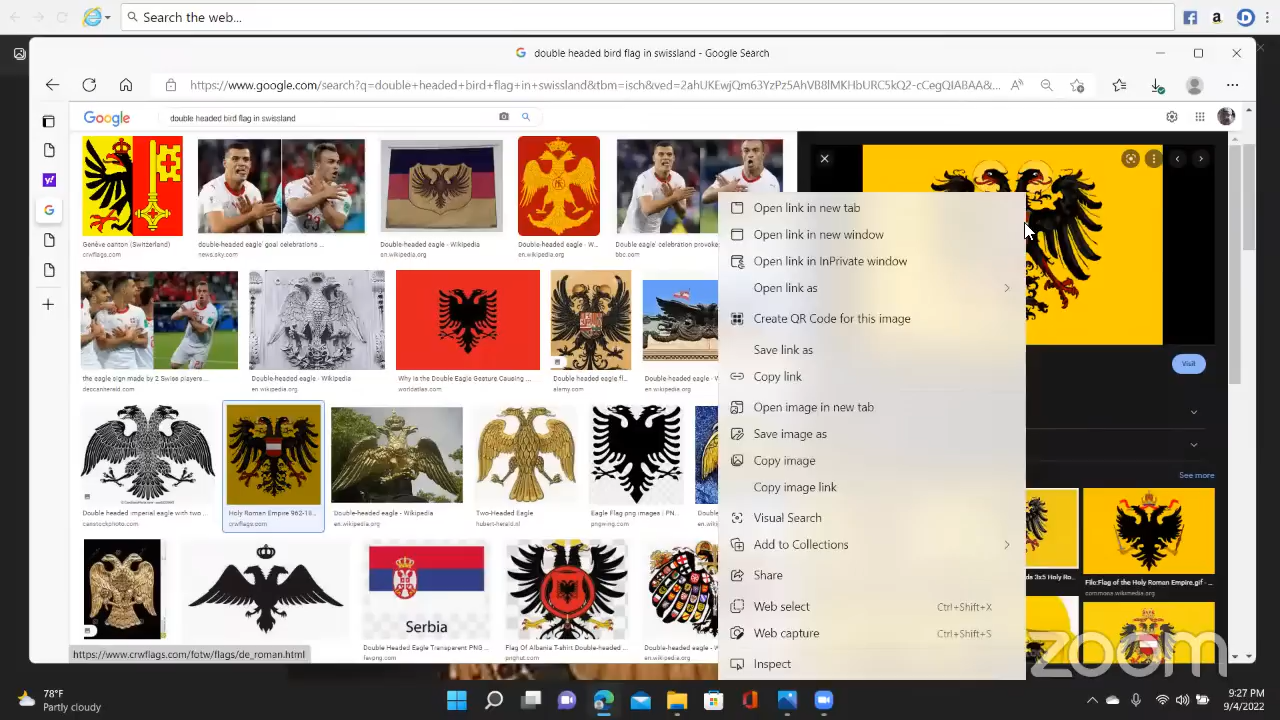 Search the web...
double headed bird flag in swissland - Google Search
https://www.google.com/search?q=double+headed+bird+flag+in+swissland&tbm=isch&ved=2ahUKEwjQm63YzPz5AhVB8lMKHbURC5kQ2-cCegQIABAA&...
Google
double headed bird flag in swissland
Genève canton (Switzerland)
crwflags.com
double-headed eagle' goal celebrations ...
news.sky.com
Double-headed eagle - Wikipedia
en.wikipedia.org
Double-headed eagle - W...
en.wikipedia.org
Double eagle' celebration provoke
bbc.com
Open link in new tab
Open link in new window
Open link in InPrivate window
Open link as
Create QR Code for this image
Save link as
Copy link
Open image in new tab
Save image as
Copy image
Copy image link
Visual Search
Add to Collections
Share
Web select Ctrl+Shift+X
Web capture Ctrl+Shift+S
Inspect
Visit
See more
the eagle sign made by 2 Swiss players...
deccanherald.com
Double-headed eagle - Wikipedia
en.wikipedia.org
Why is the Double Eagle Gesture Causing ...
worldatlas.com
Double headed eagle fl...
alamy.com
Double-headed eagle
en.wikipedia.org
Double headed imperial eagle with two ...
canstockphoto.com
Holy Roman Empire 962-18...
crwflags.com
Double-headed eagle - Wikipedia
en.wikipedia.org
Two-Headed Eagle
hubert-herald.nl
Eagle Flag png images | PN...
pngwing.com
Double
en.wikip
Serbia
Double Headed Eagle Transparent PNG ...
favpng.com
Flag Of Albania T-shirt Double-headed ...
pnghut.com
Double-headed eagle -
en.wikipedia.org
ds 3x5 Holy Ro...
File:Flag of the Holy Roman Empire.gif - ...
commons.wikimedia.org
https://www.crwflags.com/fotw/flags/de_roman.html
zoom
78°F
Partly cloudy
9:27 PM
9/4/2022